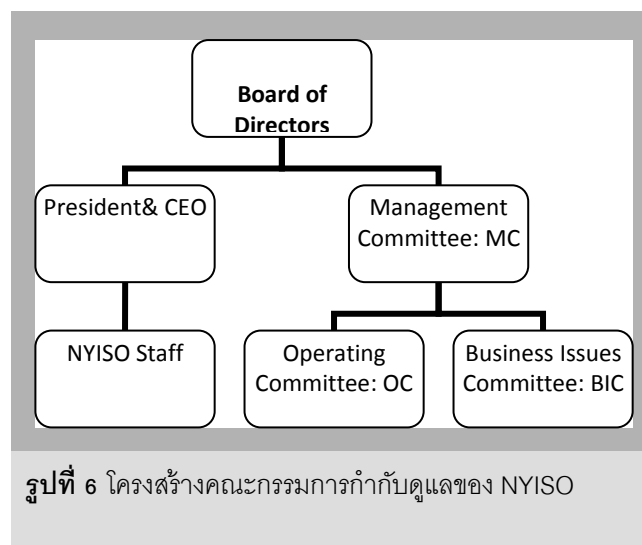 Board of
Directors
President& CEO
Management
Committee: MC
NYISO Staff
Operating
Committee: OC
Business Issues
Committee: BIC
รูปที่ 6 โครงสร้างคณะกรรมการกำกับดูแลของ NYISO